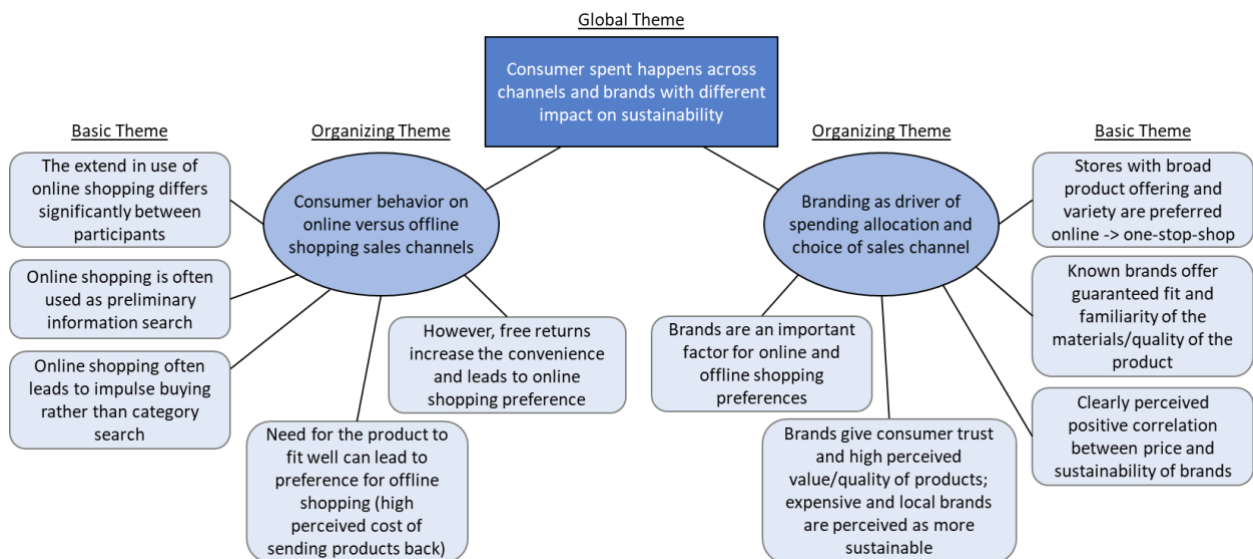 Global Theme
Consumer spent happens across
channels and brands with different
impact on sustainability
Basic Theme
Organizing Theme
Organizing Theme
Basic Theme
The extend in use of
online shopping differs
significantly between
participants
Online shopping is often
used as preliminary
information search
Online shopping often
leads to impulse buying
rather than category
search
Consumer behavior on
online versus offline
shopping sales channels
Need for the product to
fit well can lead to
preference for offline
shopping (high
perceived cost of
sending products back)
However, free returns
increase the convenience
and leads to online
shopping preference
Branding as driver of
spending allocation and
choice of sales channel
Brands are an important
factor for online and
offline shopping
preferences
Brands give consumer trust
and high perceived
value/quality of products;
expensive and local brands
are perceived as more
sustainable
Stores with broad
product offering and
variety are preferred
online -> one-stop-shop
Known brands offer
guaranteed fit and
familiarity of the
materials/quality of the
product
Clearly perceived
positive correlation
between price and
sustainability of brands